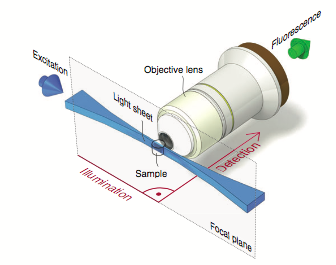 Fluorescence
Excitation
Objective lens
Light sheet
Detection
Sample
Illumination
Focal plane